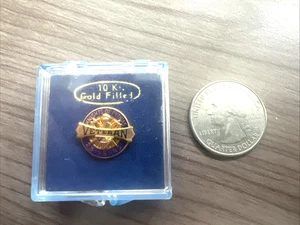 10 K.
Gold Filled
VETERAN
LIBERTY
QUARTER DOLLAR